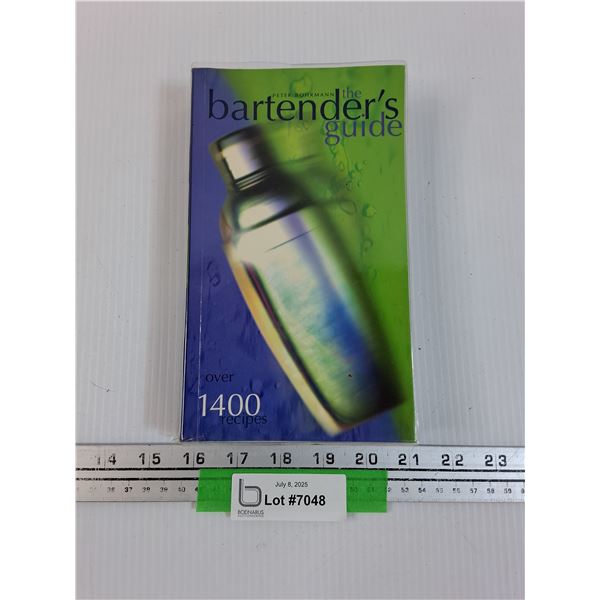 PETER BOHRMANN
the
bartender's
guide
over
1400
recipes
14 15 16 17 18 19 20 21 22 23
July 8, 2025
Lot #7048
BODNARUS